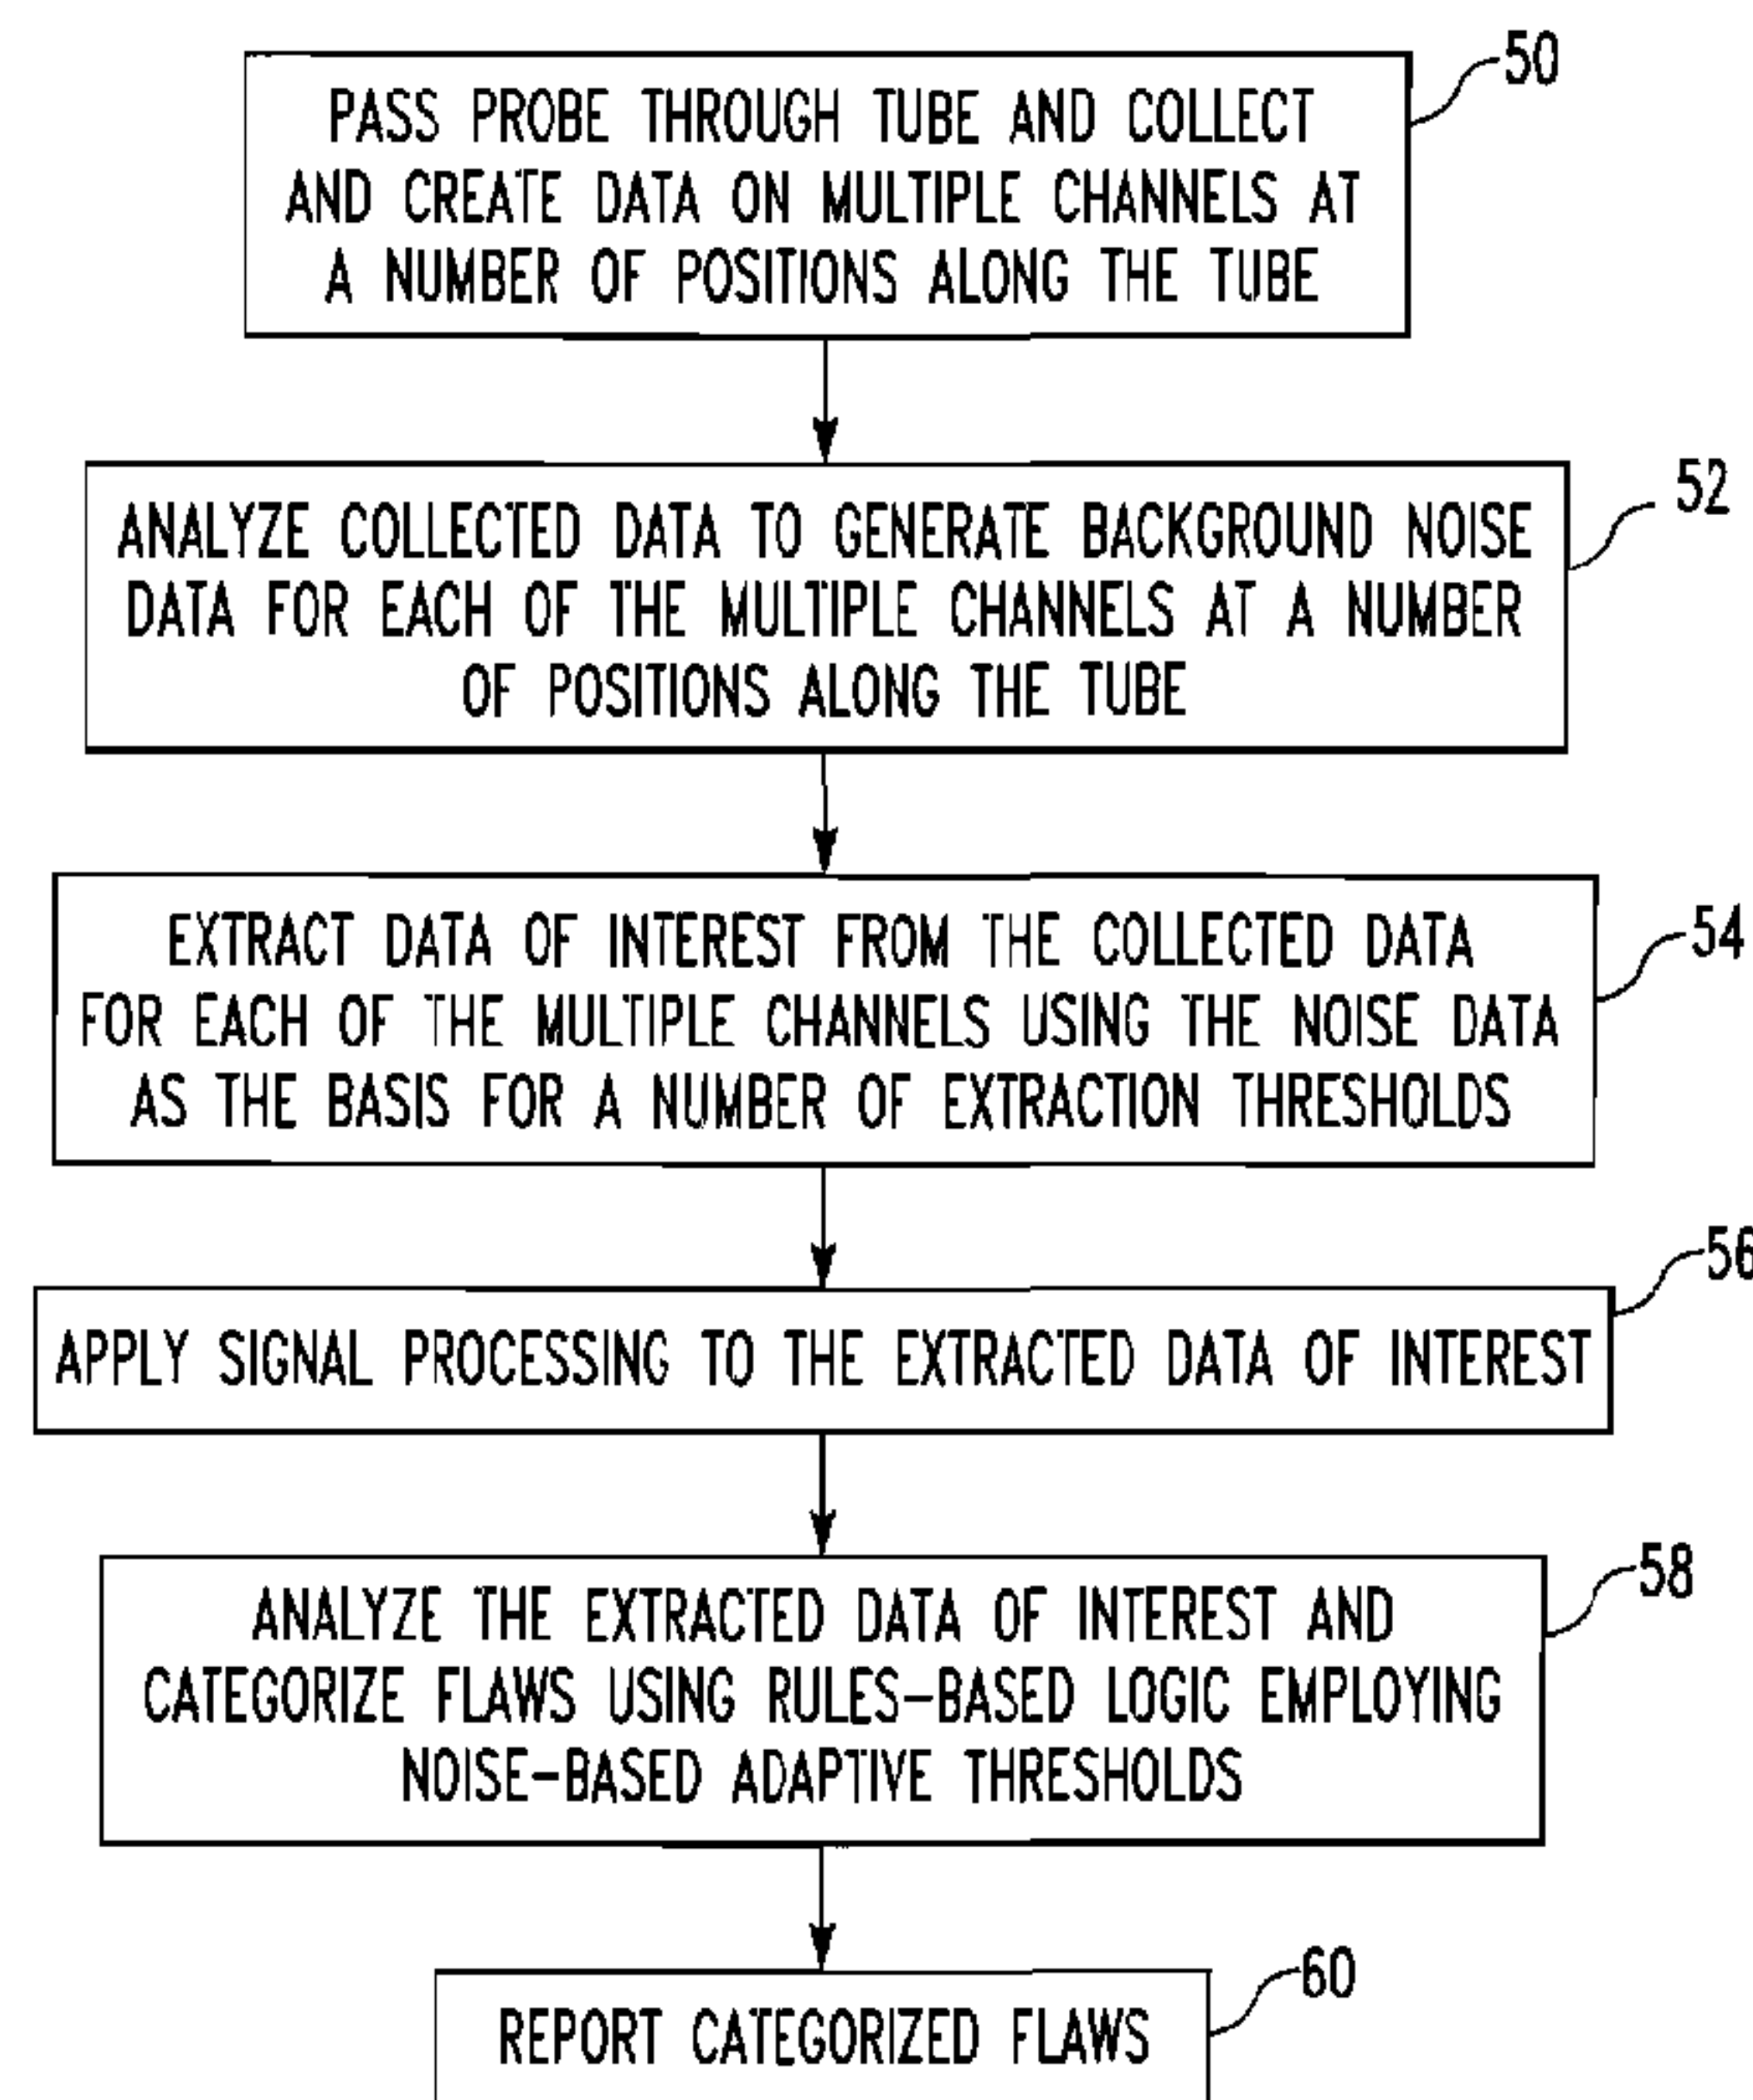 50
PASS PROBE THROUGH TUBE AND COLLECT
AND CREATE DATA ON MULTIPLE CHANNELS AT
A NUMBER OF POSITIONS ALONG THE TUBE
52
ANALYZE COLLECTED DATA TO GENERATE BACKGROUND NOISE
DATA FOR EACH OF THE MULTIPLE CHANNELS AT A NUMBER
OF POSITIONS ALONG THE TUBE
54
EXTRACT DATA OF INTEREST FROM THE COLLECTED DATA
FOR EACH OF THE MULTIPLE CHANNELS USING THE NOISE DATA
AS THE BASIS FOR A NUMBER OF EXTRACTION THRESHOLDS
56
APPLY SIGNAL PROCESSING TO THE EXTRACTED DATA OF INTEREST
58
ANALYZE THE EXTRACTED DATA OF INTEREST AND
CATEGORIZE FLAWS USING RULES-BASED LOGIC EMPLOYING
NOISE-BASED ADAPTIVE THRESHOLDS
60
REPORT CATEGORIZED FLAWS